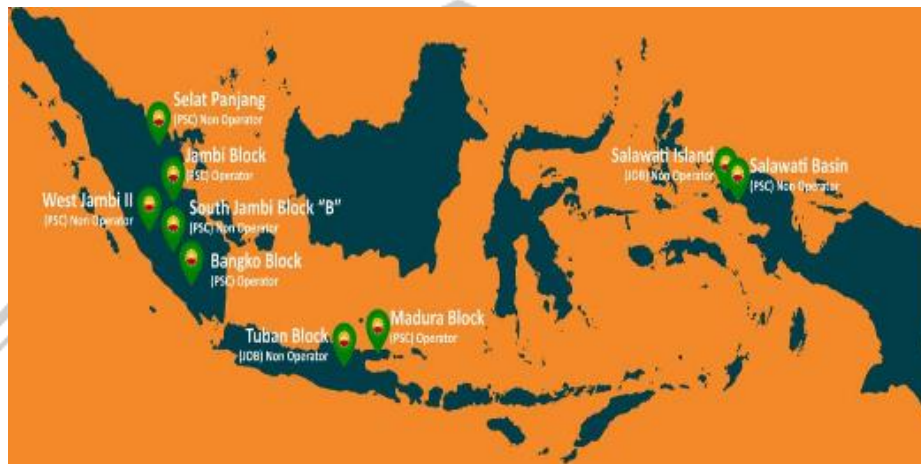 Selat Panjang
(PSC) Non Operator
Jambi Block
(PSC) Operator
West Jambi II
(PSC) Non Operator
South Jambi Block "B"
(PSC) Non Operator
Bangko Block
(PSC) Operator
Tuban Block
(JOB) Non Operator
Madura Block
(PSC) Operator
Salawati Island
(JOB) Non Operator
Salawati Basin
(PSC) Non Operator